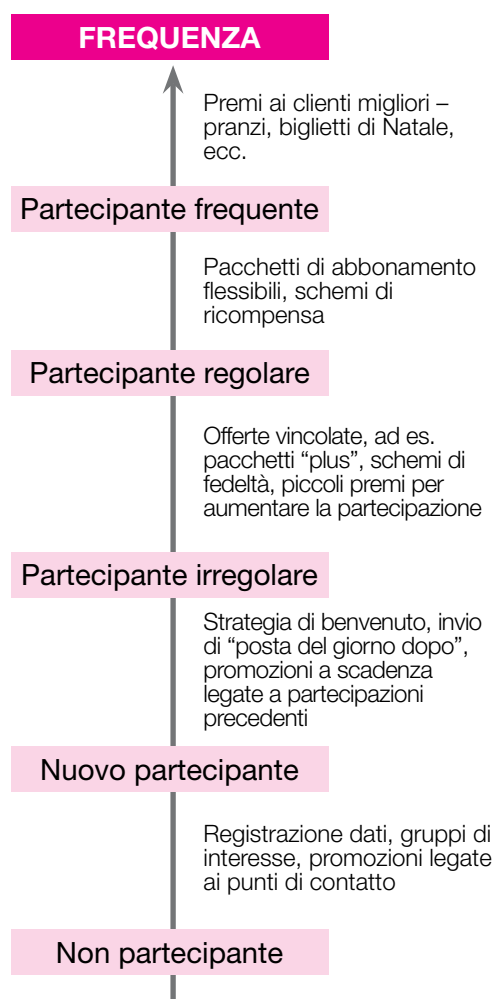 FREQUENZA
Premi ai clienti migliori –
pranzi, biglietti di Natale,
ecc.
Partecipante frequente
Pacchetti di abbonamento
flessibili, schemi di
ricompensa
Partecipante regolare
Offerte vincolate, ad es.
pacchetti “plus”, schemi di
fedeltà, piccoli premi per
aumentare la partecipazione
Partecipante irregolare
Strategia di benvenuto, invio
di “posta del giorno dopo”,
promozioni a scadenza
legate a partecipazioni
precedenti
Nuovo partecipante
Registrazione dati, gruppi di
interesse, promozioni legate
ai punti di contatto
Non partecipante